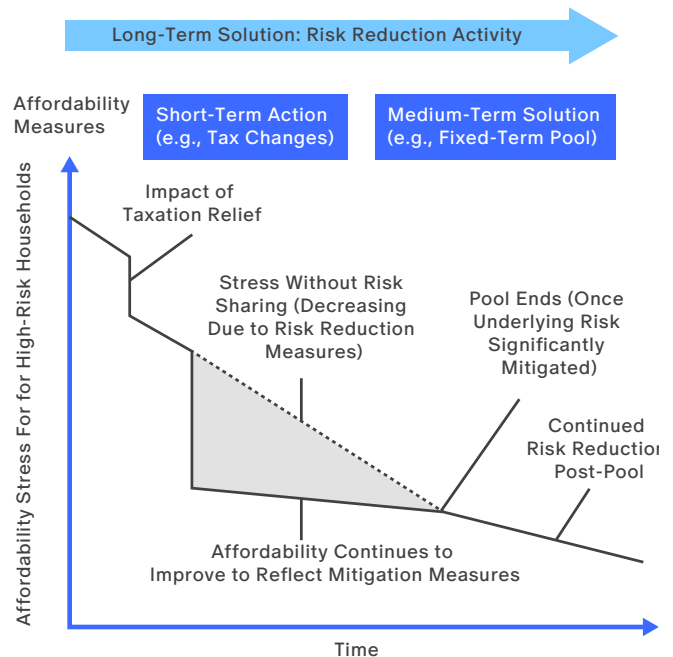 Long-Term Solution: Risk Reduction Activity
Affordability
Measures
Short-Term Action
(e.g., Tax Changes)
Medium-Term Solution
(e.g., Fixed-Term Pool)
Affordability Stress For for High-Risk Households
Impact of
Taxation Relief
Stress Without Risk
Sharing (Decreasing
Due to Risk Reduction
Measures)
Pool Ends (Once
Underlying Risk
Significantly
Mitigated)
Continued
Risk Reduction
Post-Pool
Affordability Continues to
Improve to Reflect Mitigation Measures
Time